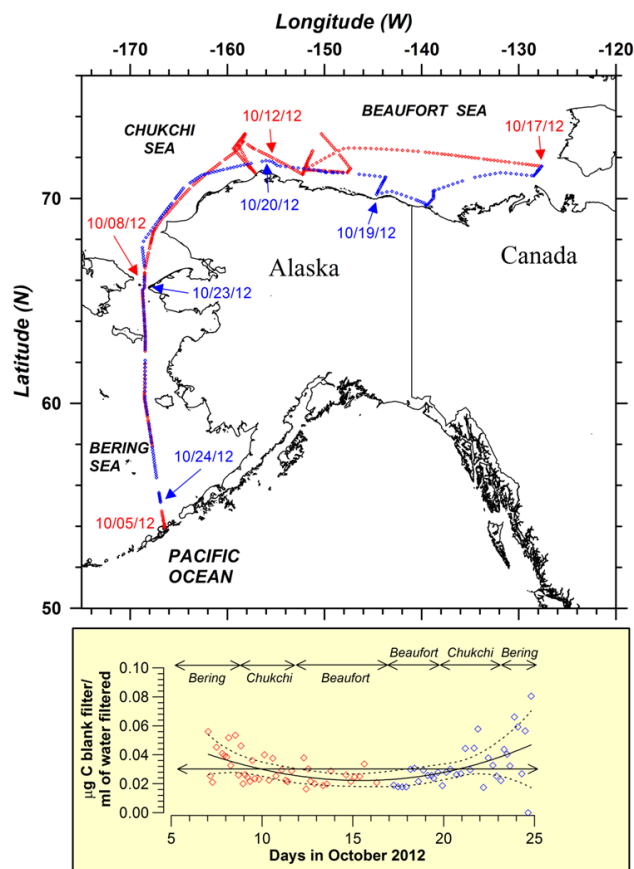 Longitude (W)
-170 -160 -150 -140 -130 -120
BEAUFORT SEA
10/12/12
10/17/12
CHUKCHI
SEA
70
10/20/12
10/19/12
10/08/12
Alaska
Canada
10/23/12
Latitude (N)
60
BERING
SEA
10/24/12
10/05/12
PACIFIC
OCEAN
50
Beaufort Chukchi Bering
Bering Chukchi Beaufort
µg C blank filter/
ml of water filtered
0.10
0.08
0.06
0.04
0.02
0.00
5 10 15 20 25
Days in October 2012